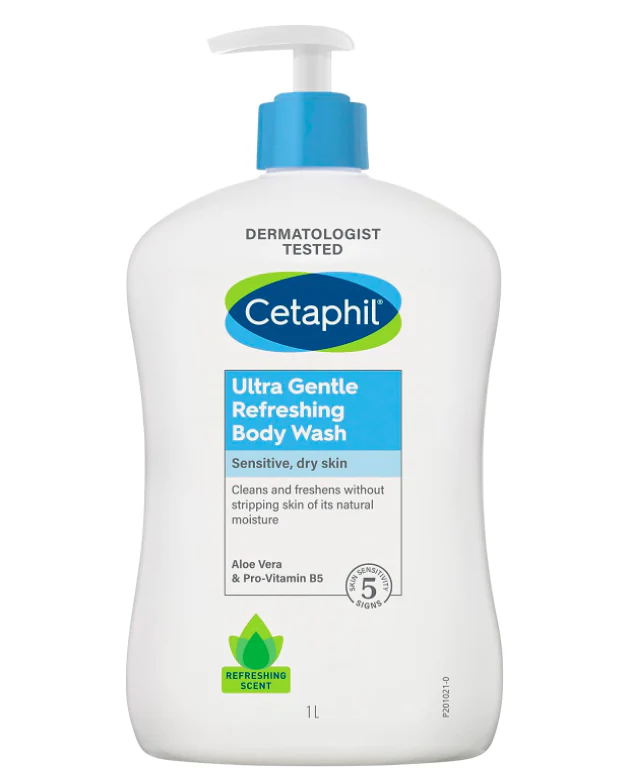 DERMATOLOGIST
TESTED
Cetaphil®
Ultra Gentle
Refreshing
Body Wash
Sensitive, dry skin
Cleans and freshens without
stripping skin of its natural
moisture
Aloe Vera
& Pro-Vitamin B5
SKIN SENSITIVITY
5
SIGNS
REFRESHING
SCENT
1L
P201021-0